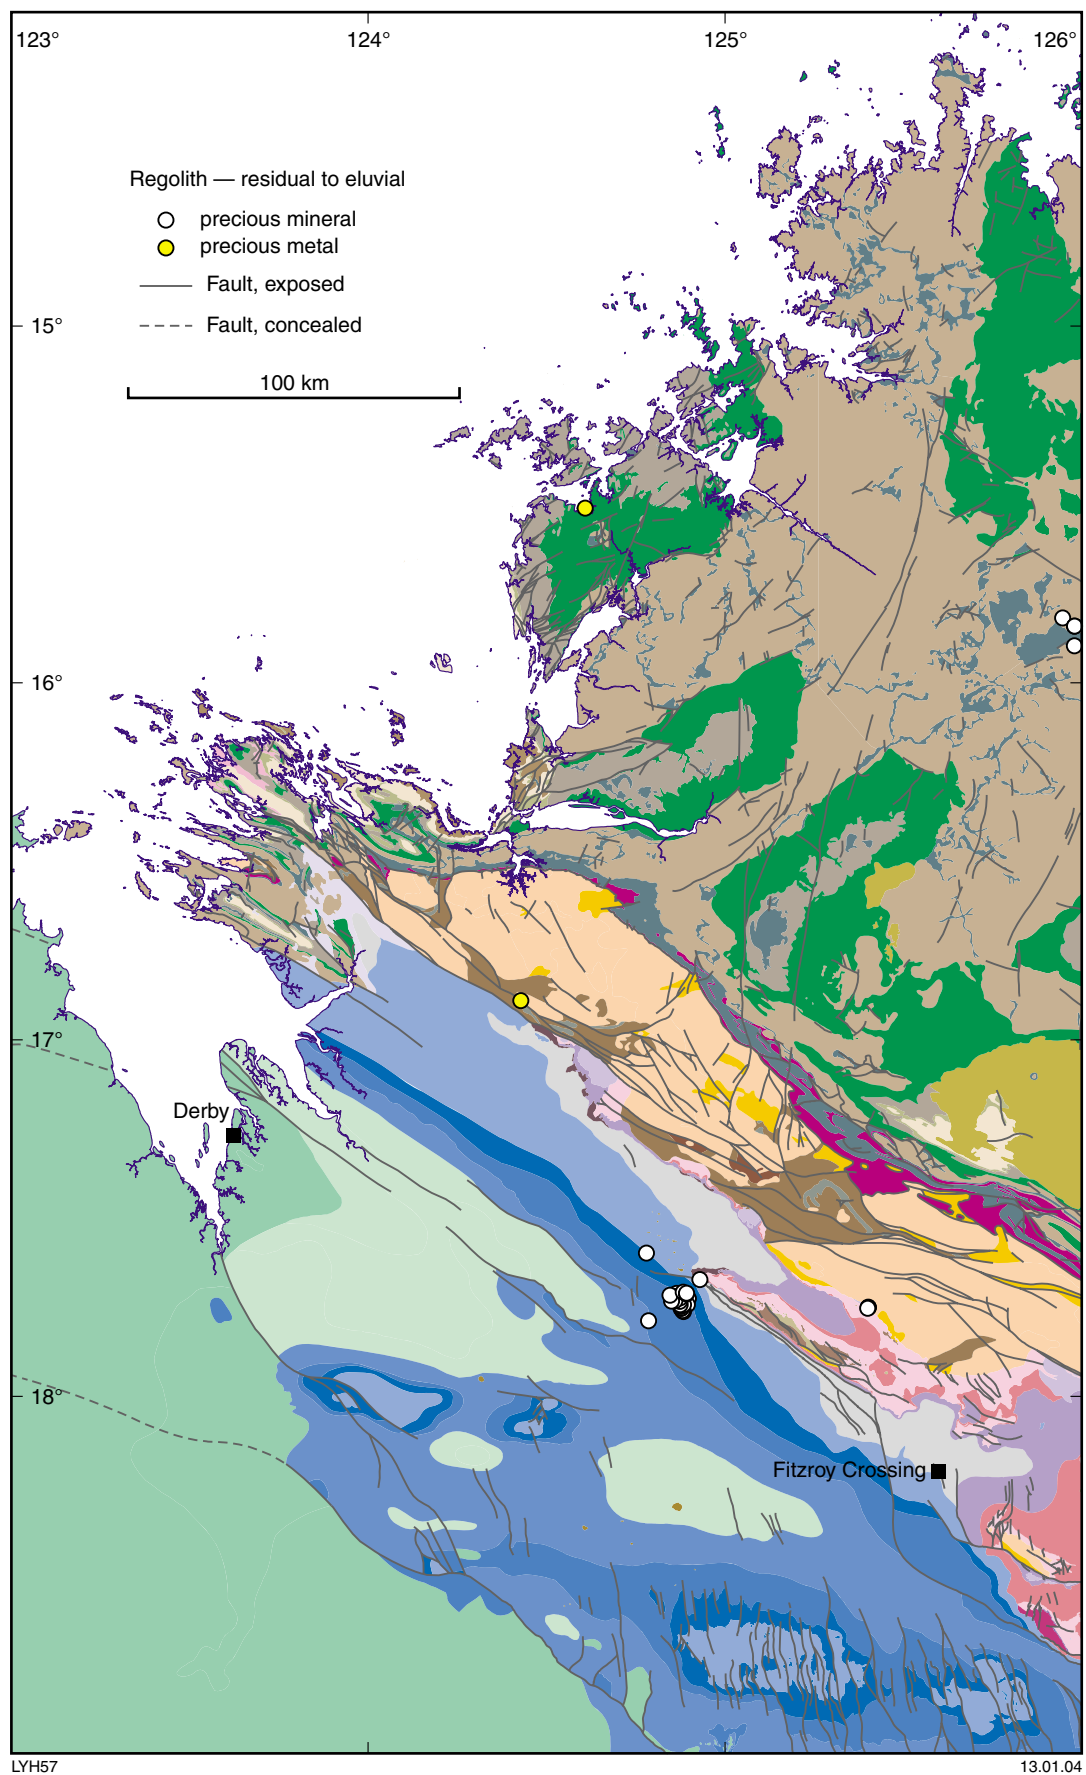 123° 124° 125° 126°
Regolith — residual to eluvial
precious mineral
precious metal
Fault, exposed
Fault, concealed
15°
100 km
16°
17°
Derby
18°
Fitzroy Crossing
LYH57 13.01.04